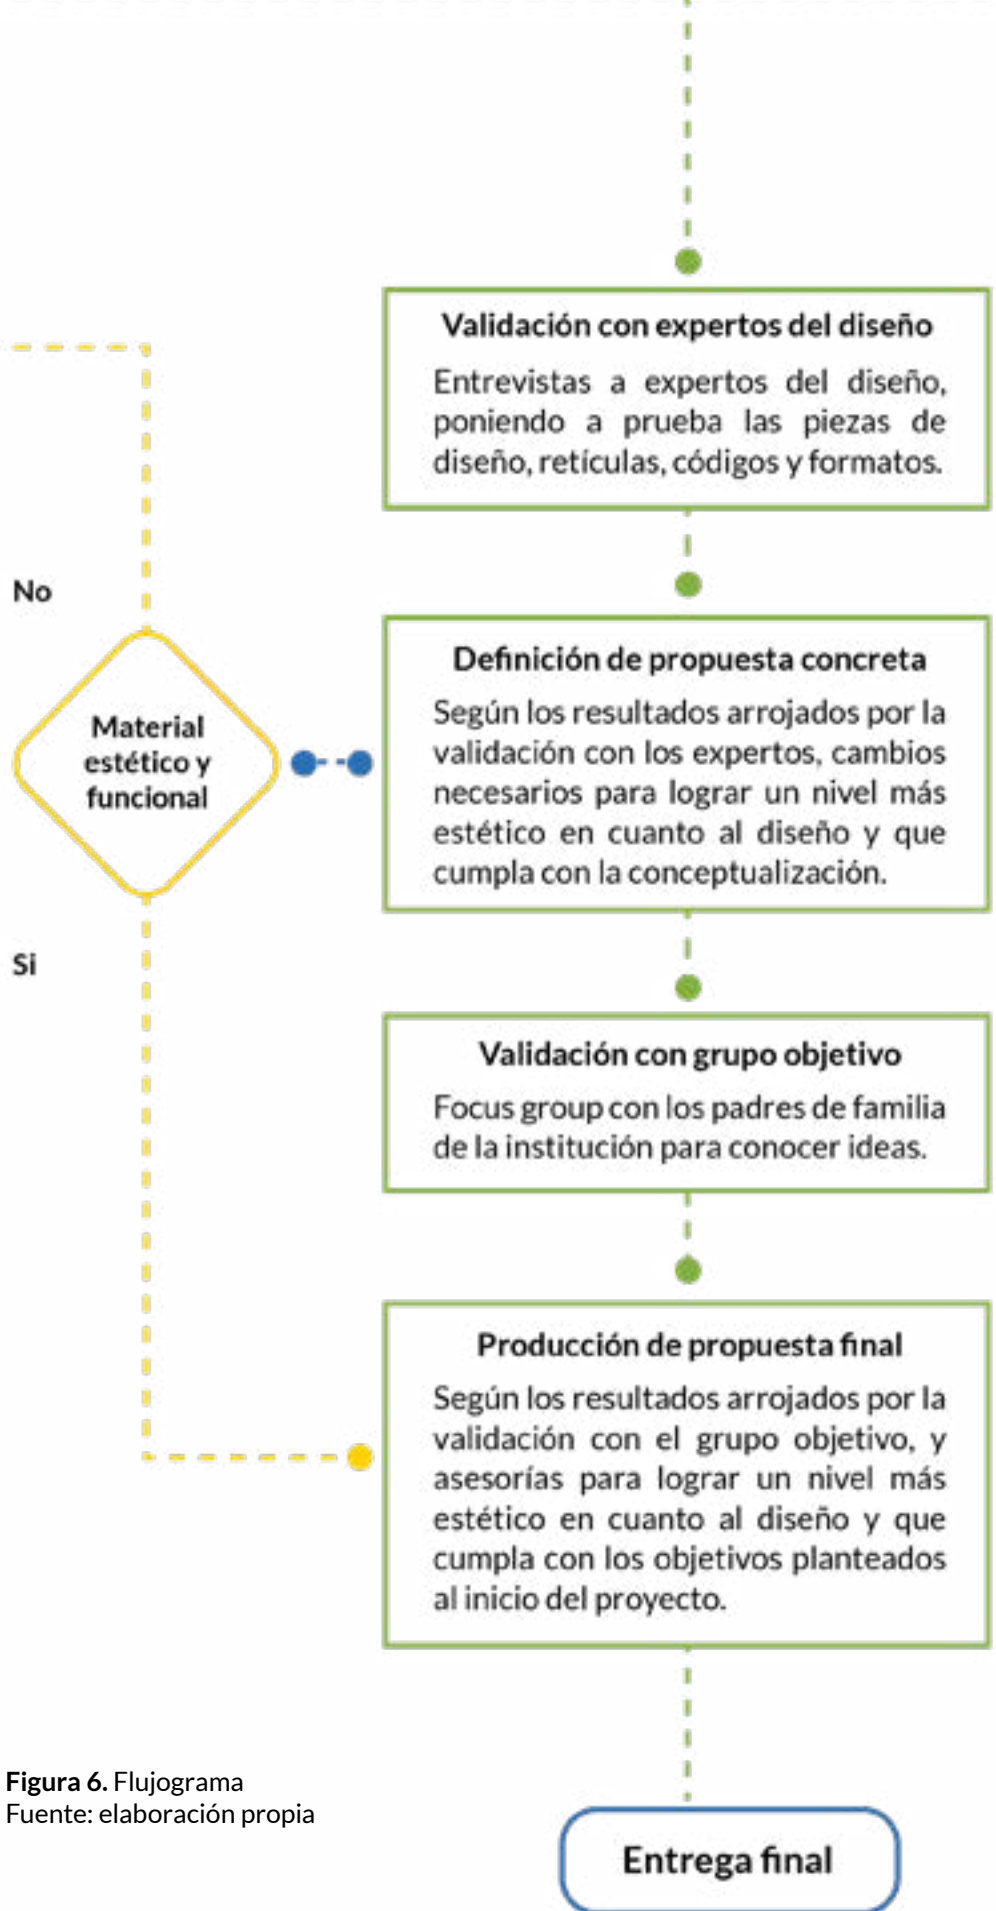 Validación con expertos del diseño
Entrevistas a expertos del diseño,
poniendo a prueba las piezas de
diseño, retículas, códigos y formatos.
No
Material
estético y
funcional
Si
Definición de propuesta concreta
Según los resultados arrojados por la
validación con los expertos, cambios
necesarios para lograr un nivel más
estético en cuanto al diseño y que
cumpla con la conceptualización.
Validación con grupo objetivo
Focus group con los padres de familia
de la institución para conocer ideas.
Producción de propuesta final
Según los resultados arrojados por la
validación con el grupo objetivo, y
asesorías para lograr un nivel más
estético en cuanto al diseño y que
cumpla con los objetivos planteados
al inicio del proyecto.
Figura 6. Flujograma
Fuente: elaboración propia
Entrega final